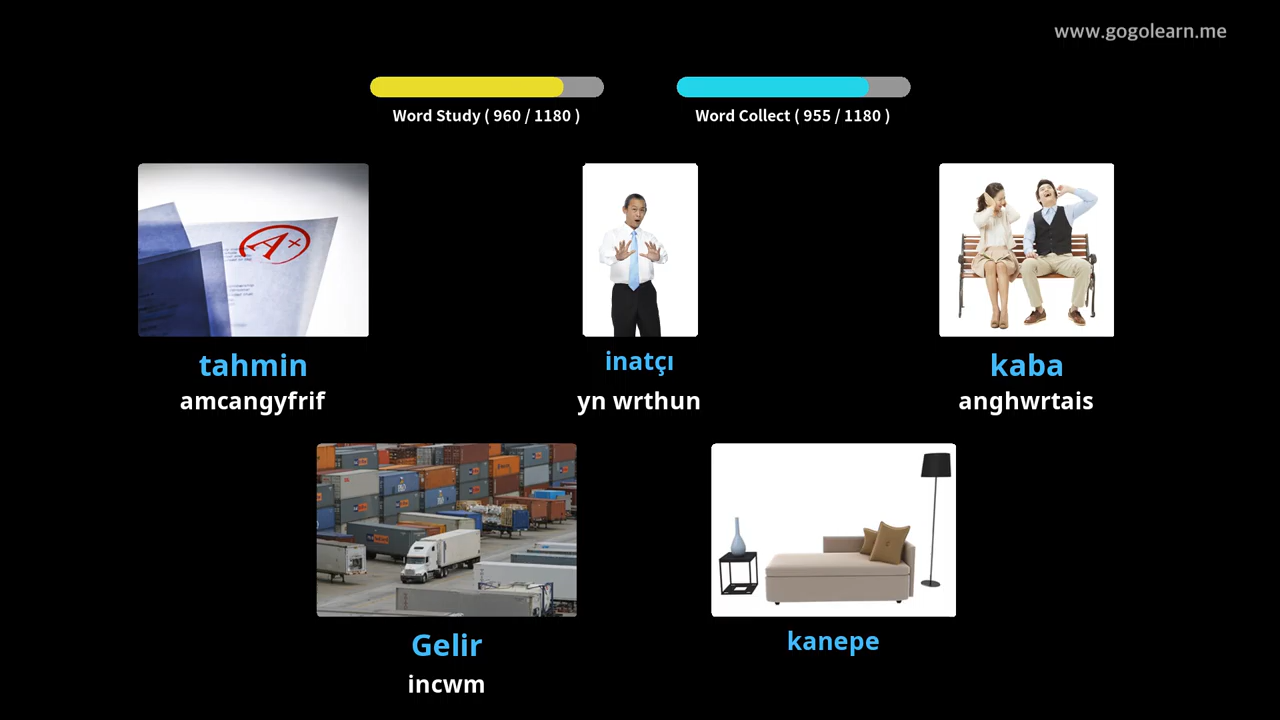 www.gogolearn.me
Word Study ( 960 / 1180 )
Word Collect ( 955 / 1180 )
A+
tahmin
amcangyfrif
inatçı
yn wrthun
kaba
anghwrtais
Gelir
incwm
kanepe